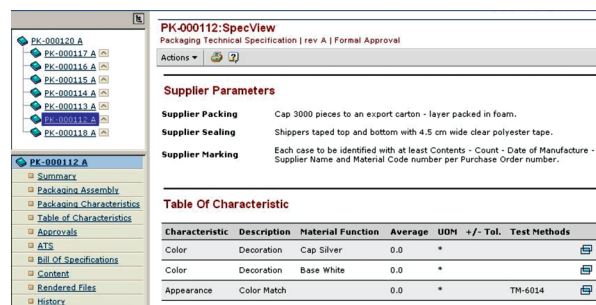 PK-000120 A
PK-000117 A
PK-000116 A
PK-000115 A
PK-000114 A
PK-000113 A
PK-000112 A
PK-000118 A
PK-000112 A
Summary
Packaging Assembly
Packaging Characteristics
Table of Characteristics
Approvals
ATS
Bill Of Specifications
Content
Rendered Files
History
PK-000112:SpecView
Packaging Technical Specification | rev A | Formal Approval
Actions
Supplier Parameters
Supplier Packing Cap 3000 pieces to an export carton - layer packed in foam.
Supplier Sealing Shippers taped top and bottom with 4.5 cm wide clear polyester tape.
Supplier Marking Each case to be identified with at least Contents - Count - Date of Manufacture -
Supplier Name and Material Code number per Purchase Order number.
Table Of Characteristic
Characteristic Description Material Function Average UOM +/- Tol. Test Methods
Color Decoration Cap Silver 0.0 *
Color Decoration Base White 0.0 *
Appearance Color Match 0.0 * TM-6014